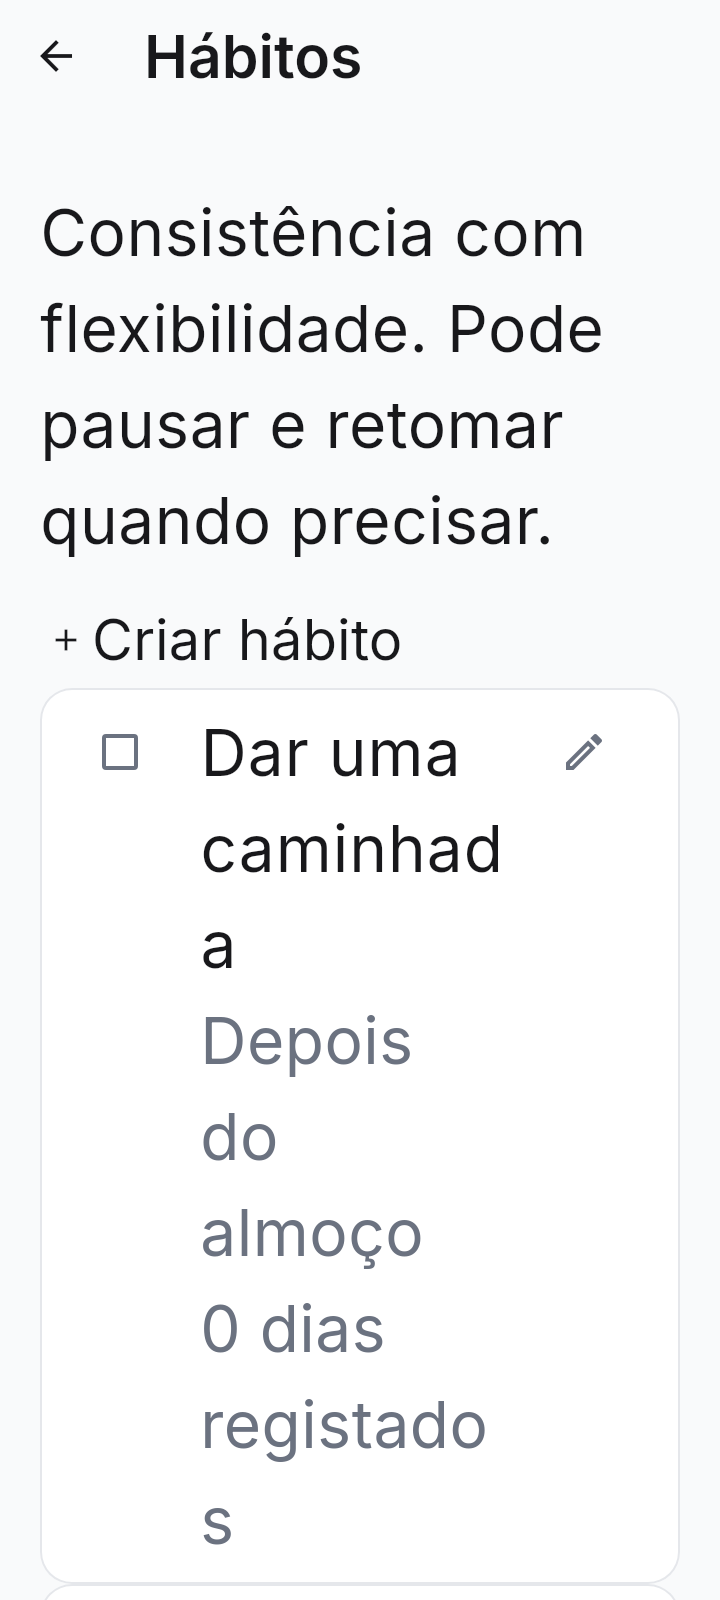 Hábitos
Consistência com
flexibilidade. Pode
pausar e retomar
quando precisar.
+ Criar hábito
Dar uma
caminhad
a
Depois
do
almoço
0 dias
registado
s